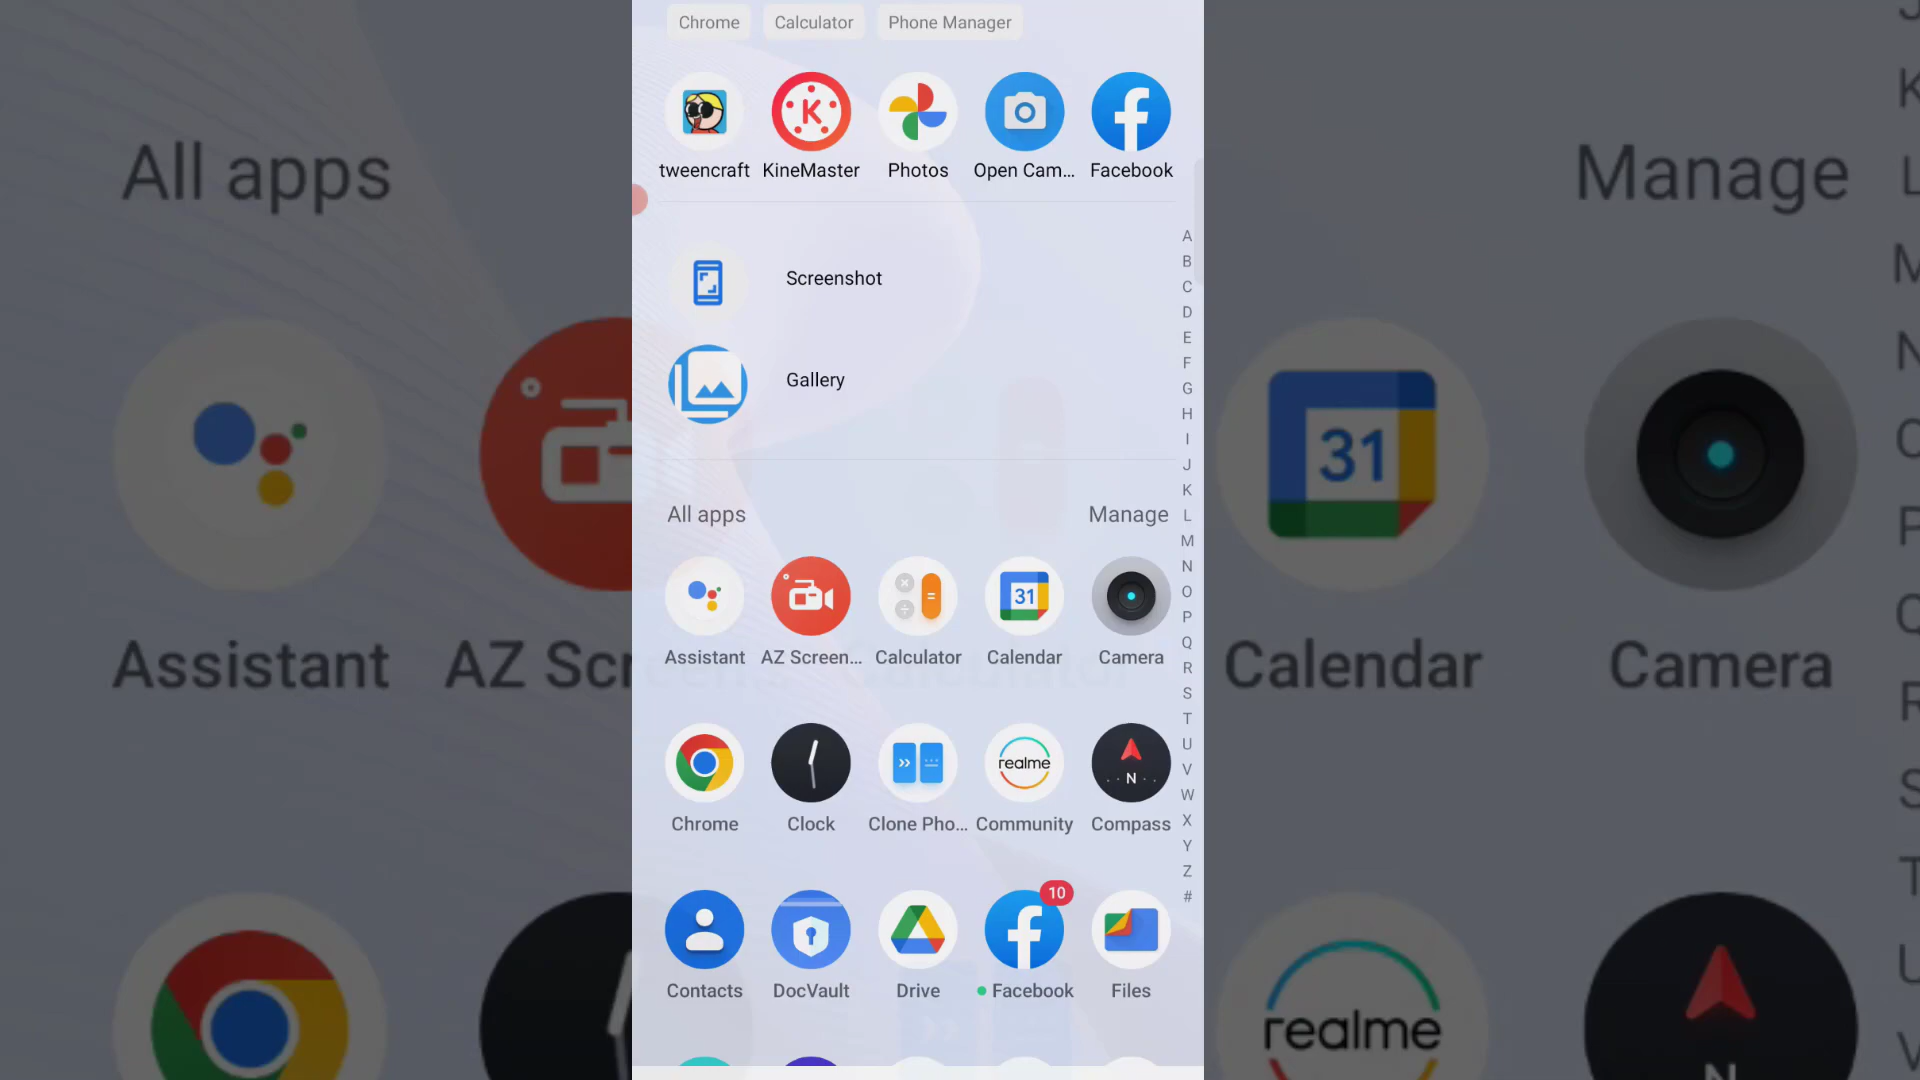 Chrome Calculator Phone Manager
K
tweencraft KineMaster Photos Open Cam... Facebook
Screenshot
Gallery
A
B
C
D
E
F
G
H
I
J
K
L
M
N
O
P
Q
R
S
T
U
V
W
X
Y
Z
#
All apps Manage
31
Assistant AZ Screen... Calculator Calendar Camera
realme N
Chrome Clock Clone Pho... Community Compass
10
Contacts DocVault Drive Facebook Files
All apps
Assistant AZ Scr
Manage
31
Calendar Camera
realme
N